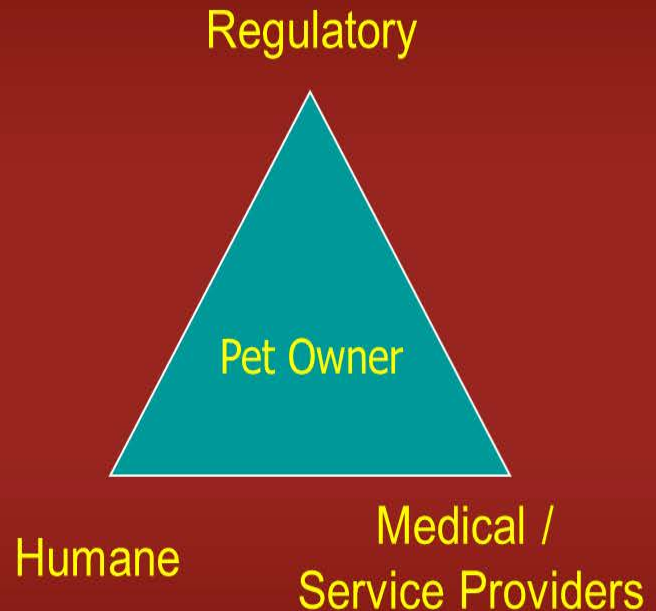 Regulatory
Pet Owner
Humane
Medical /
Service Providers